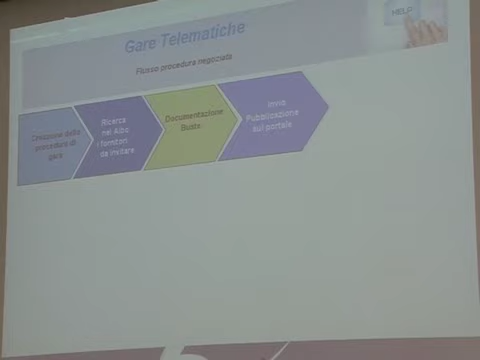 Gare Telematiche
HELP
Flusso procedura negoziata
Creazione della
procedura di
gara
Ricerca
nel Albo
i fornitori
da invitare
Documentazione
Buste
Invio
Pubblicazione
sul portale